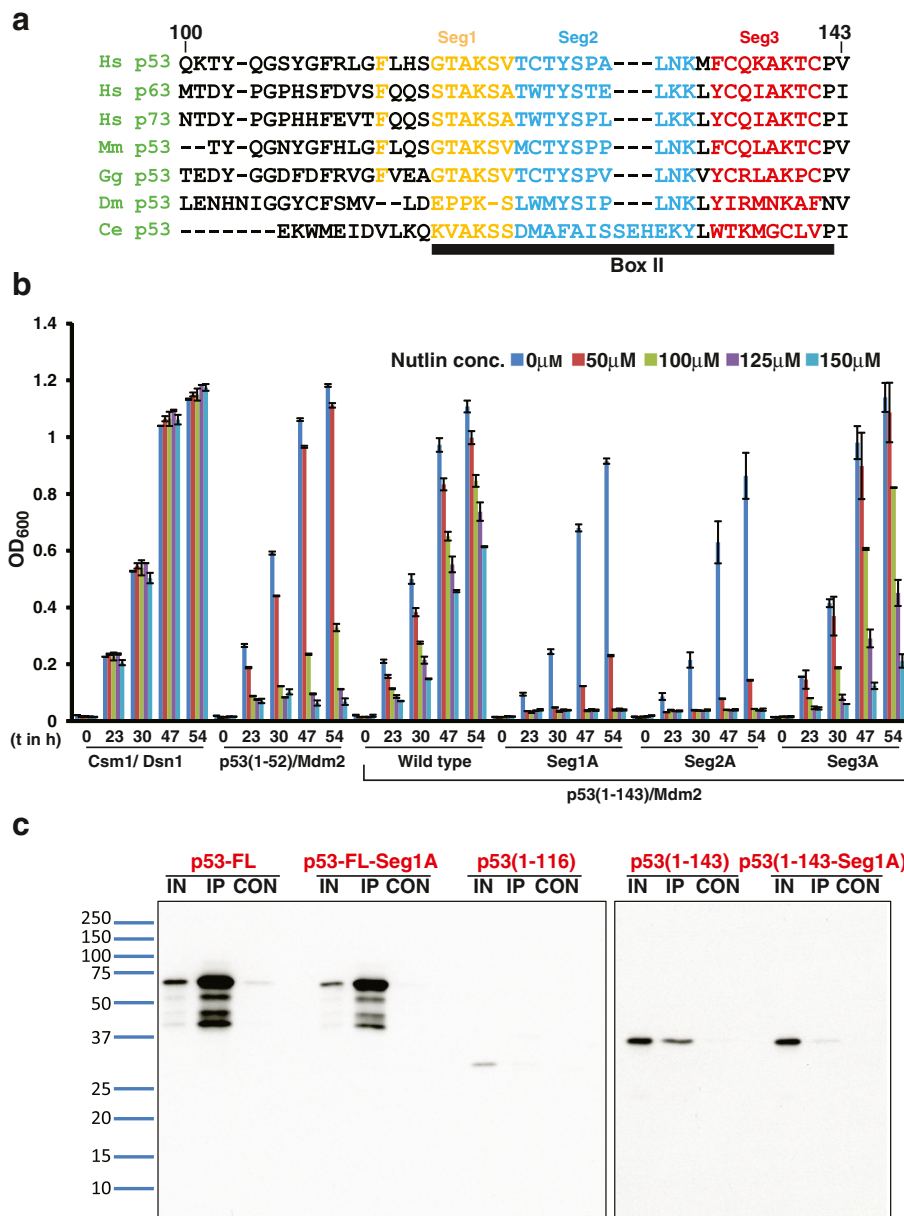 a
100 Seg1 Seg2 Seg3 143
Hs p53 QKTY-QGSYGFRLGFLHSGTAKSVTCTYSPA---LNKMFCQKAKTCPV
Hs p63 MTDY-PGPHSFDVSFQQSSTAKSATWTYSTE---LKKLYCQIAKTCPI
Hs p73 NTDYPGPHHFEVTFQQSSTAKSATWTYSPL---LKKLYCQIAKTCPI
Mm p53 --TY-QGNYGFHLGFLQSGTAKSVMCTYSPP---LNKLFCQLAKTCPV
Gg p53 TEDY-GGDFDFRVGFVEAGTAKSVTCTYSPV---LNKVYCRLAKPCPV
Dm p53 LENHNIGGYCFSMV--LDEPPK-SLWMYSIP---LNKLYIRMNKAFNV
Ce p53 -------EKWMEIDVLKQKVAKSSDMAFAISSEHEKYLWTKMGCLVPI
Box II
b
1.4
1.2
1
0.8
0.6
0.4
0.2
0
OD600
Nutlin conc. 0μM 50μM 100μM 125μM 150μM
(t in h) 0 23 30 47 54 0 23 30 47 54 0 23 30 47 54 0 23 30 47 54 0 23 30 47 54 0 23 30 47 54
Csm1/ Dsn1 p53(1-52)/Mdm2 Wild type Seg1A Seg2A Seg3A
p53(1-143)/Mdm2
c
p53-FL p53-FL-Seg1A p53(1-116) p53(1-143) p53(1-143-Seg1A)
IN IP CON IN IP CON IN IP CON IN IP CON IN IP CON
250
150
100
75
50
37
25
20
15
10